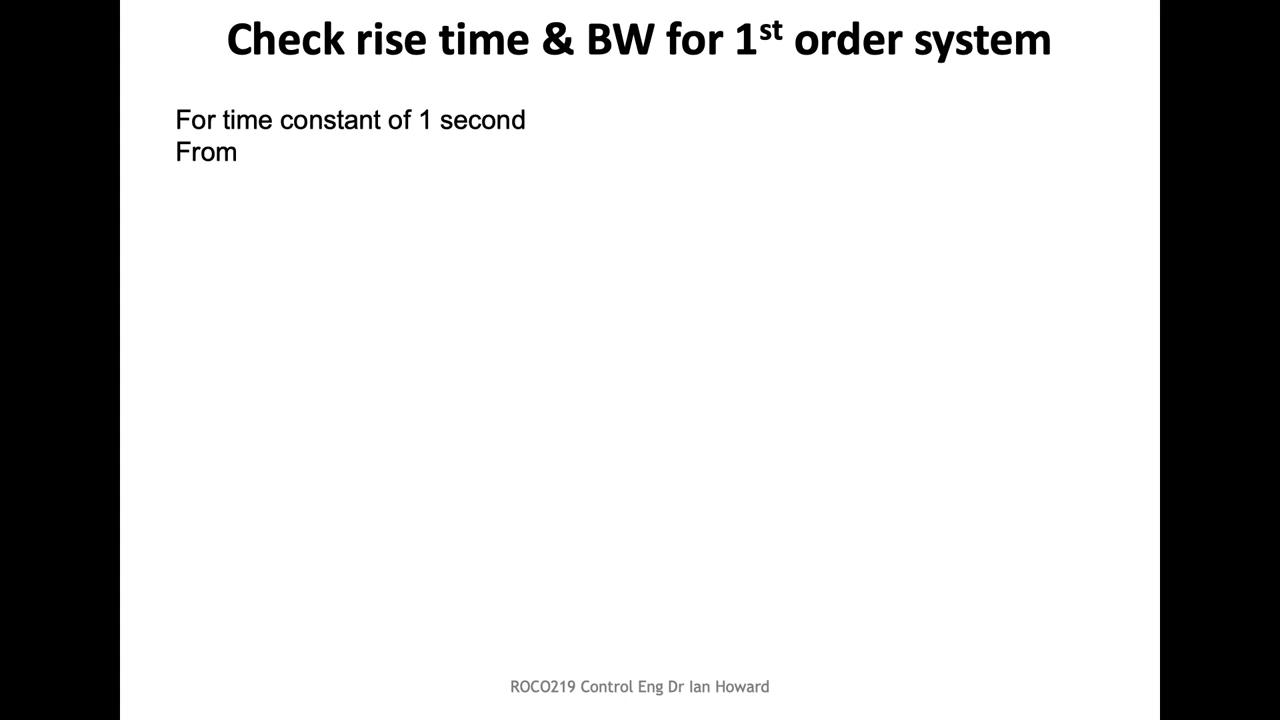 Check rise time & BW for 1st order system
For time constant of 1 second
From
ROCO219 Control Eng Dr Ian Howard